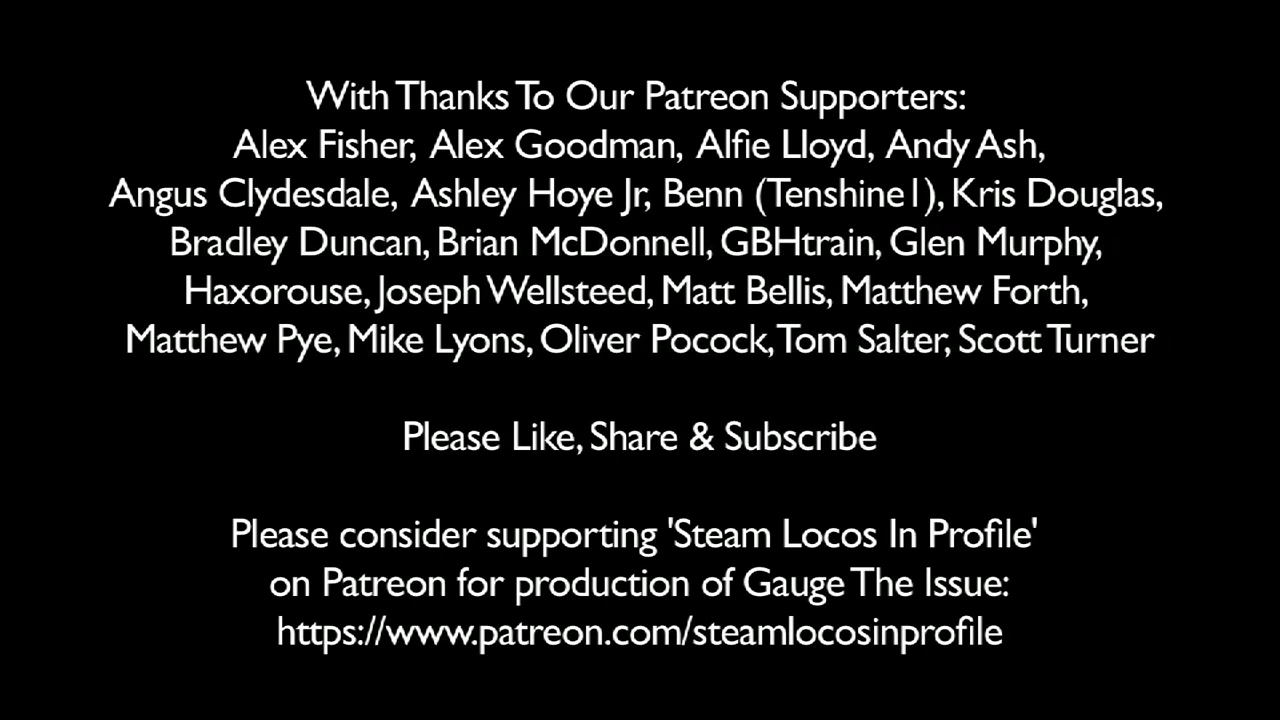 With Thanks To Our Patreon Supporters:
Alex Fisher, Alex Goodman, Alfie Lloyd, Andy Ash,
Angus Clydesdale, Ashley Hoye Jr, Benn (Tenshine1), Kris Douglas,
Bradley Duncan, Brian McDonnell, GBHtrain, Glen Murphy,
Haxorouse, Joseph Wellsteed, Matt Bellis, Matthew Forth,
Matthew Pye, Mike Lyons, Oliver Pocock, Tom Salter, Scott Turner
Please Like, Share & Subscribe
Please consider supporting 'Steam Locos In Profile'
on Patreon for production of Gauge The Issue:
https://www.patreon.com/steamlocosinprofile